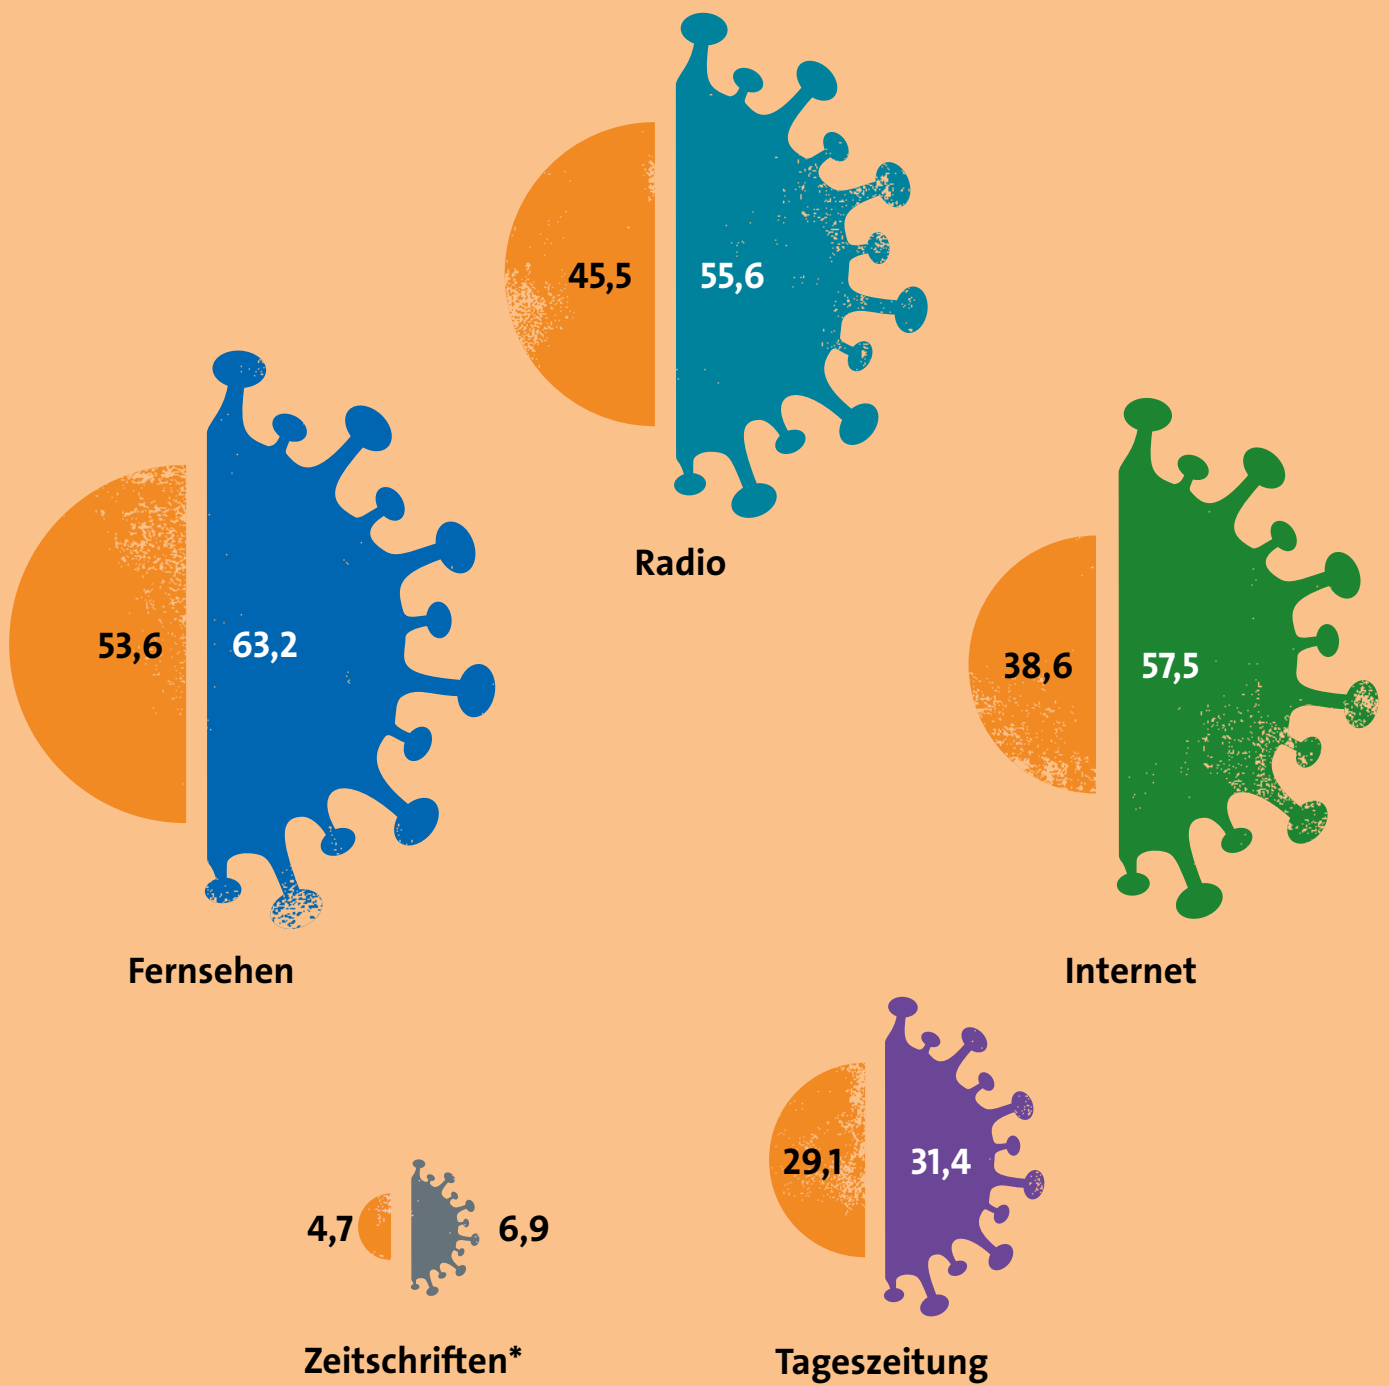 45,5 55,6
Radio
53,6 63,2
Fernsehen
38,6 57,5
Internet
4,7 6,9
Zeitschriften*
29,1 31,4
Tageszeitung